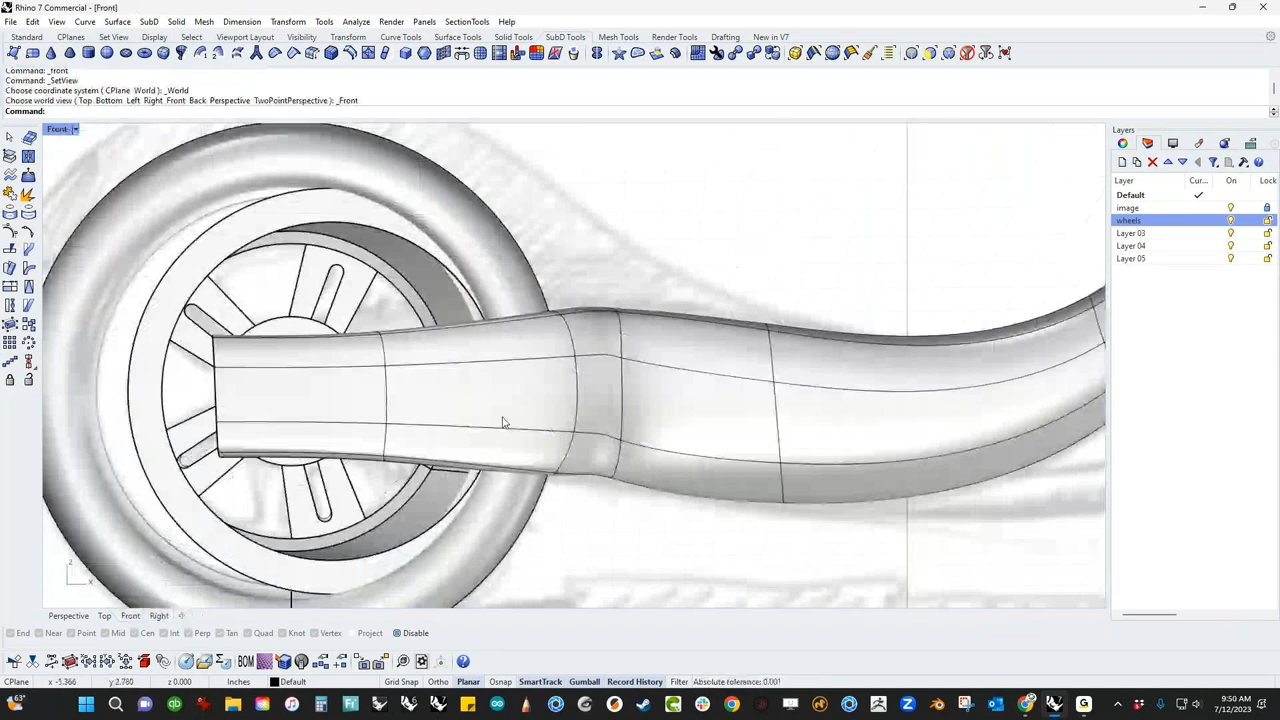 Rhino 7 Commercial - [Front]
File Edit View Curve Surface SubD Solid Mesh Dimension Transform Tools Analyze Render Panels SectionTools Help
Standard CPlanes Set View Display Select Viewport Layout Visibility Transform Curve Tools Surface Tools Solid Tools SubD Tools Mesh Tools Render Tools Drafting New in V7
Command: _front
Command: _SetView
Choose coordinate system ( CPlane World ): _World
Choose world view ( Top Bottom Left Right Front Back Perspective TwoPointPerspective ): _Front
Command:
Front
Layers
Layer Cur... On Lock
Default
image
wheels
Layer 03
Layer 04
Layer 05
z
x
Perspective Top Front Right
End Near Point Mid Cen Int Perp Tan Quad Knot Vertex Project Disable
BOM
CPlane x -5.366 y 2.780 z 0.000 Inches Default Grid Snap Ortho Planar Osnap SmartTrack Gumball Record History Filter Absolute tolerance: 0.001
63°
9:50 AM
7/12/2023